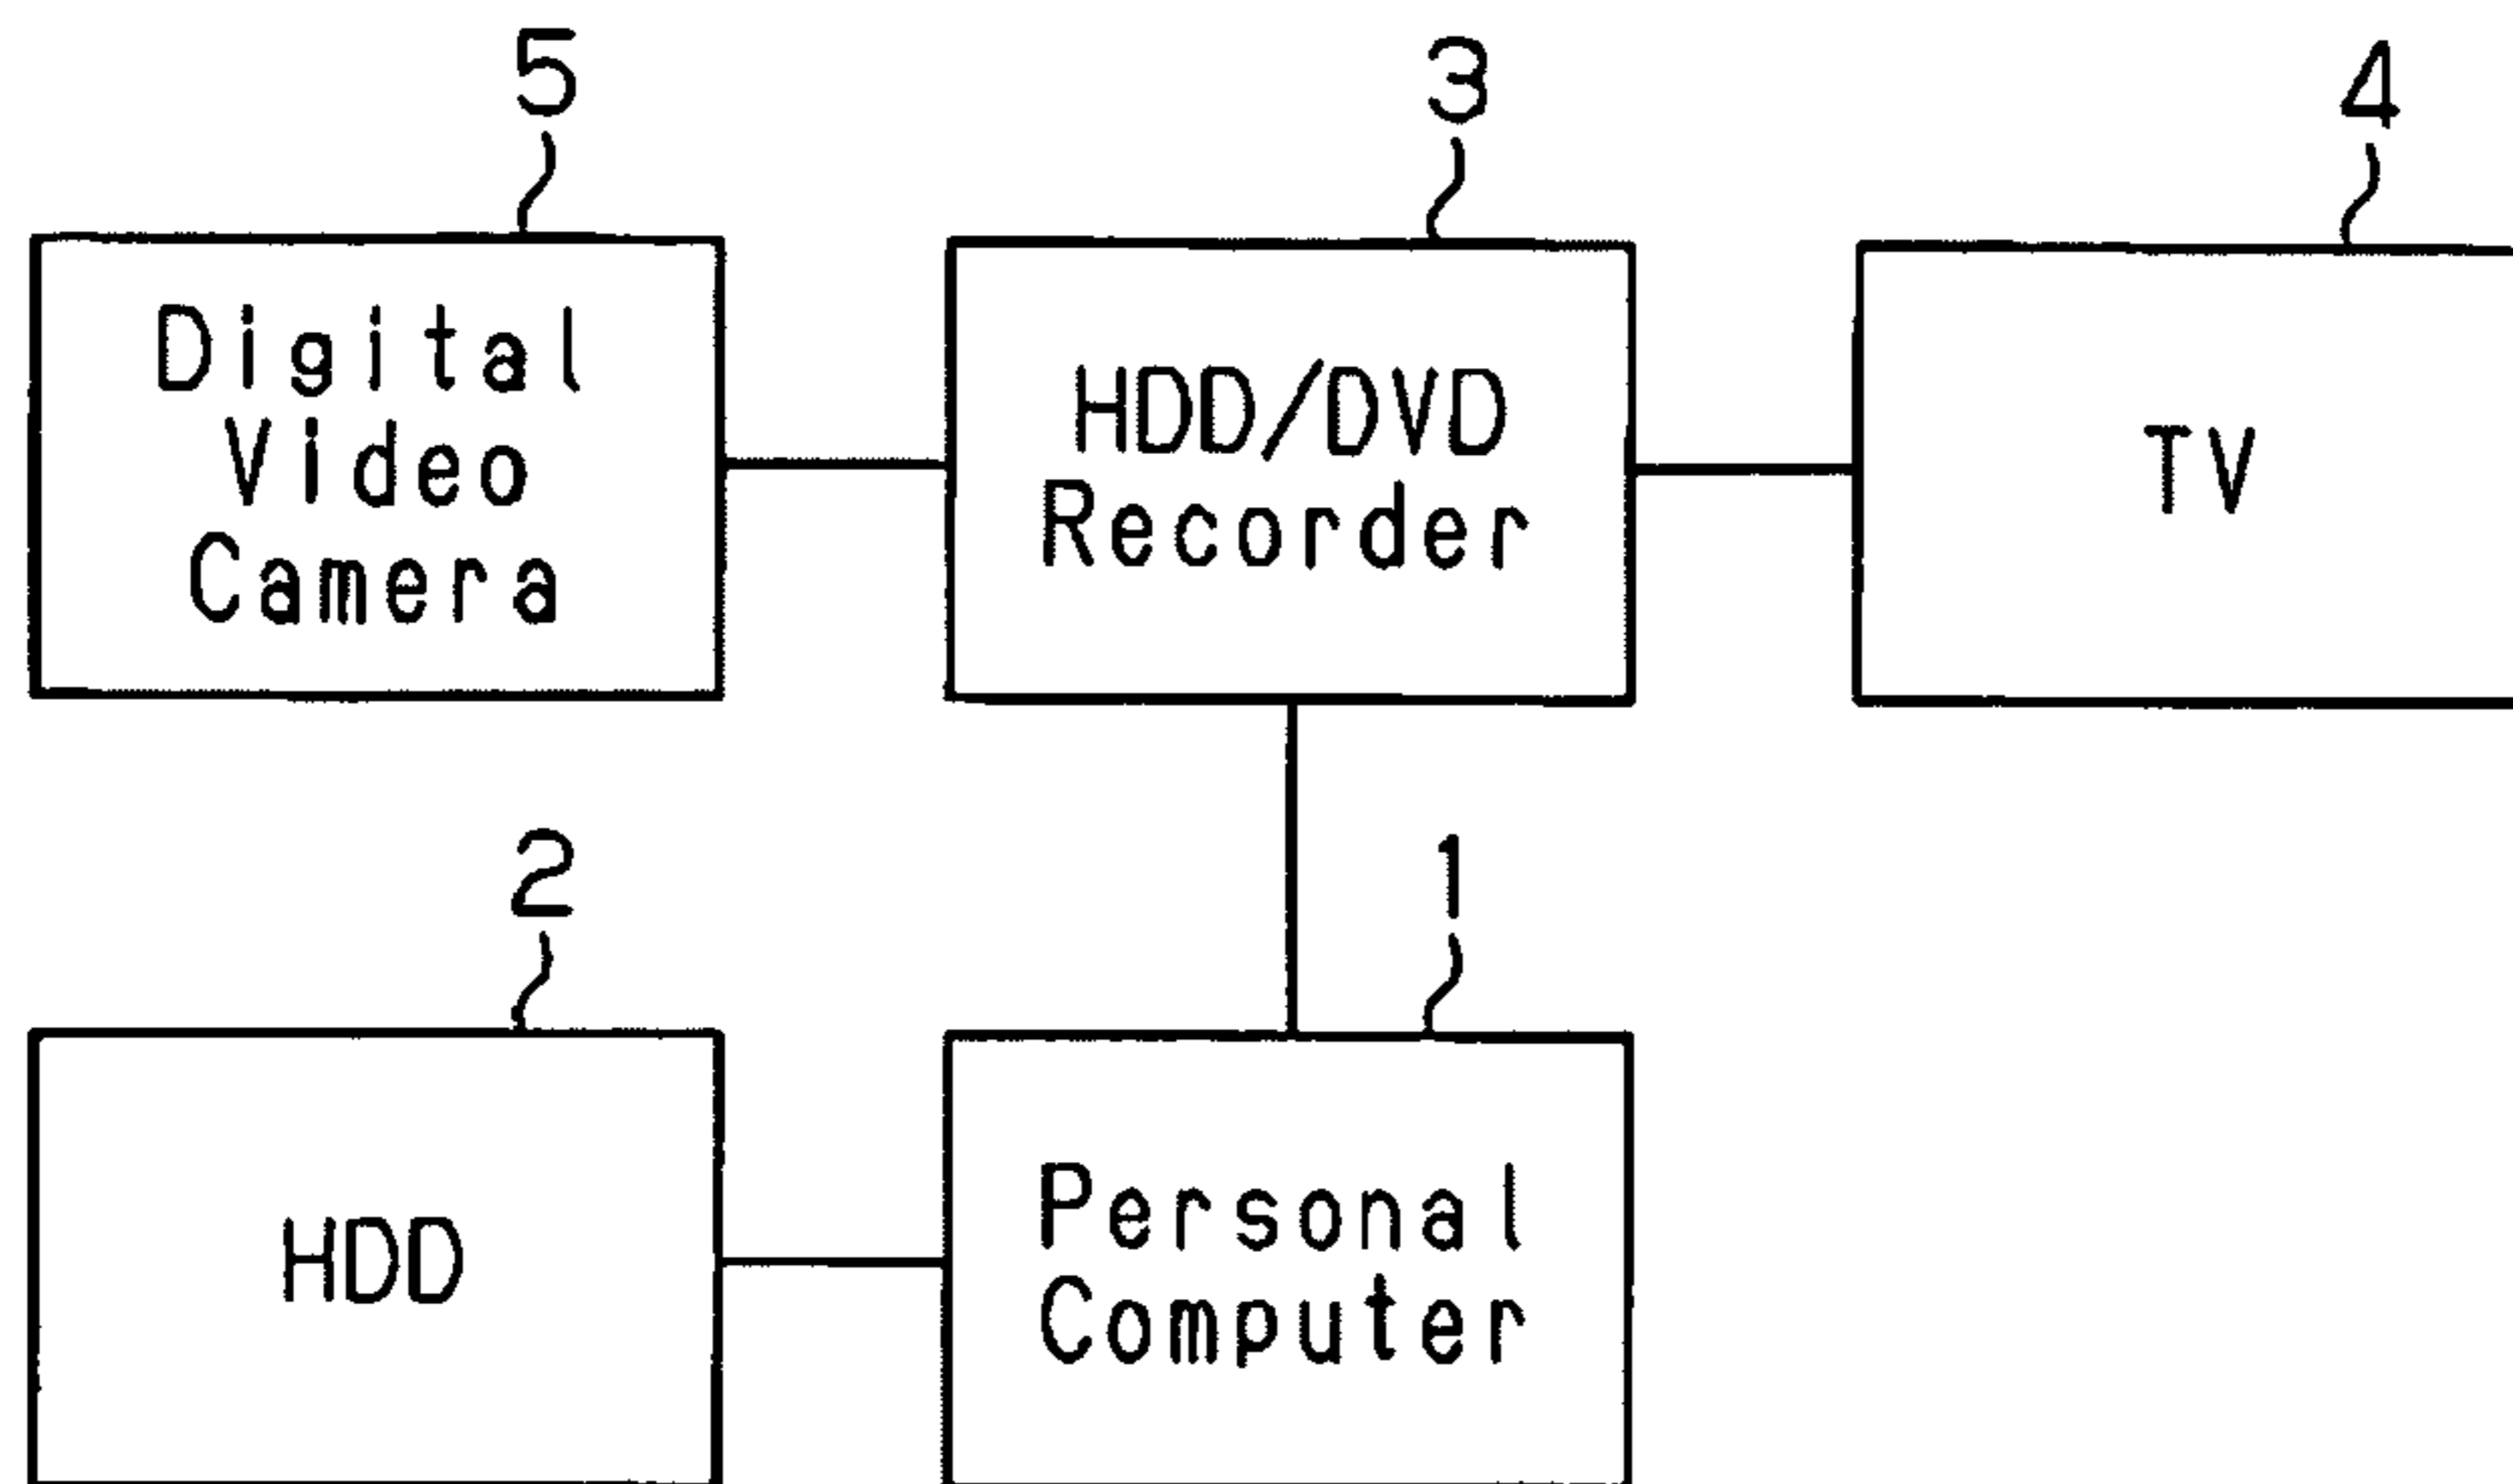 5
3
4
Digital
Video
Camera
HDD/DVD
Recorder
TV
2
1
HDD
Personal
Computer